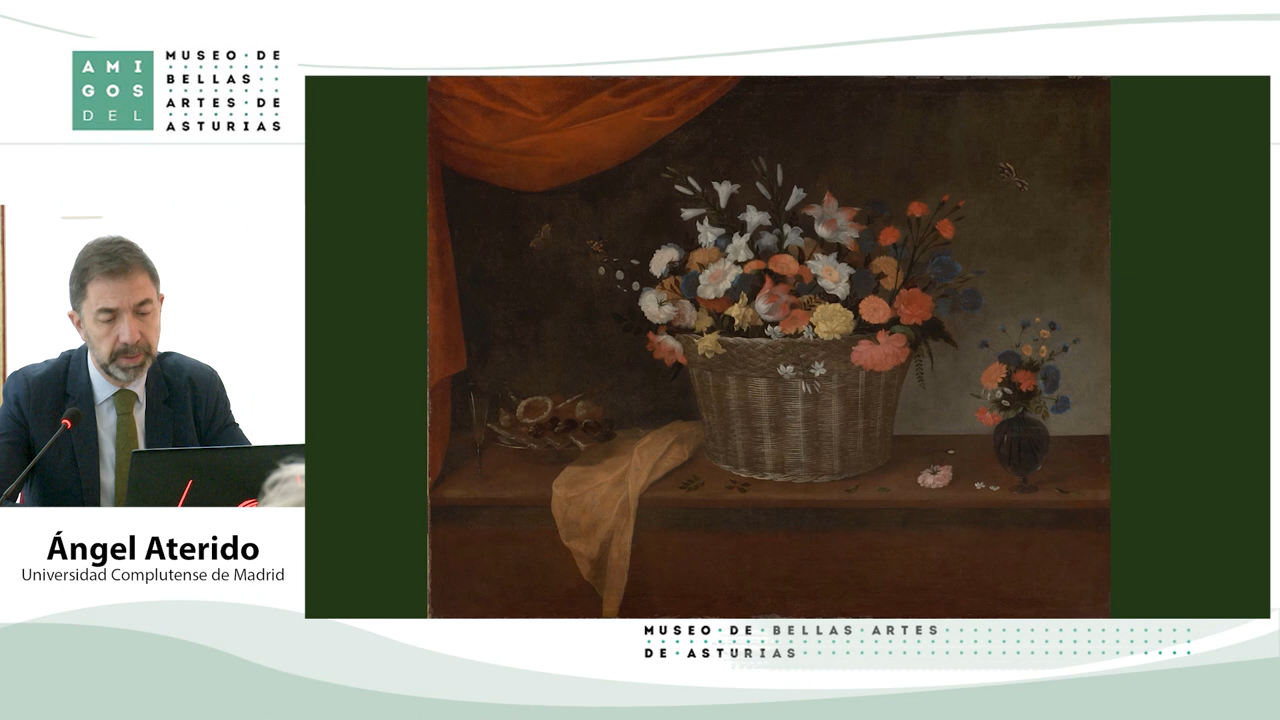 AMI
GOS
DEL
MUSEO DE
BELLAS
ARTES DE
ASTURIAS
Ángel Aterido
Universidad Complutense de Madrid
MUSEO DE BELLAS ARTES
DE ASTURIAS